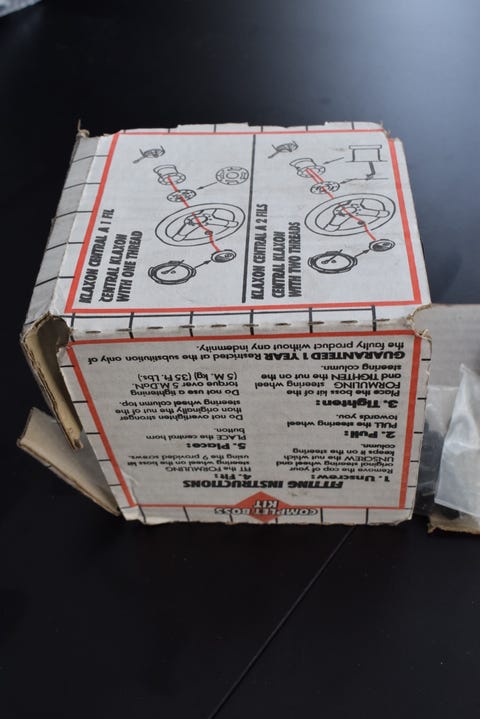 KLAXON CENTRAL A 1 FIL
CENTRAL KLAXON
WITH ONE THREAD
KLAXON CENTRAL A 2 FILS
CENTRAL KLAXON
WITH TWO THREADS
COMPLET BOSS
KIT
FITTING INSTRUCTIONS
1. Unscrew:
Remove the cap of your
original steering wheel and
UNSCREW the nut which
keeps it on the steering
column.
2. Pull:
PULL the steering wheel
towards you.
3. Tighten:
Place the boss of the kit
FORMULING steering wheel
and TIGHTEN the nut on the
steering column.
4. Fit:
Fit the FORMULING
steering wheel on the boss kit
using the 9 provided screws.
5. Place:
PLACE the central horn
button.
Do not overtighten stronger
than originally the nut of the
steering wheel column top.
Do not use on tightening
torque over 5 M.DaN.
(5 M. kg (35 Ft. Lbs.)
GUARANTEED 1 YEAR Restricted at the substitution only of
the faulty product without any indemnity.